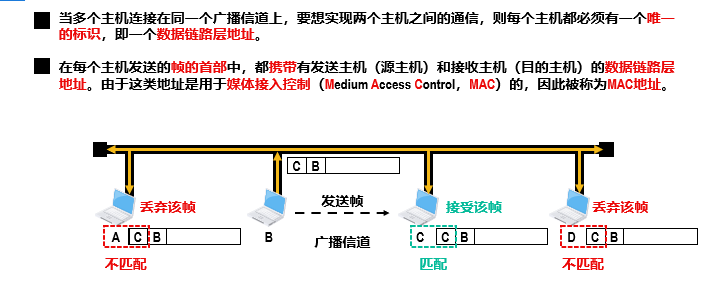 当多个主机连接在同一个广播信道上，要想实现两个主机之间的通信，则每个主机都必须有一个唯一
的标识，即一个数据链路层地址。
在每个主机发送的帧的首部中，都携带有发送主机（源主机）和接收主机（目的主机）的数据链路层
地址。由于这类地址是用于媒体接入控制（Medium Access Control，MAC）的，因此被称为MAC地址。
C B
丢弃该帧 发送帧 接受该帧 丢弃该帧
A C B B 广播信道 C C B D C B
不匹配 匹配 不匹配